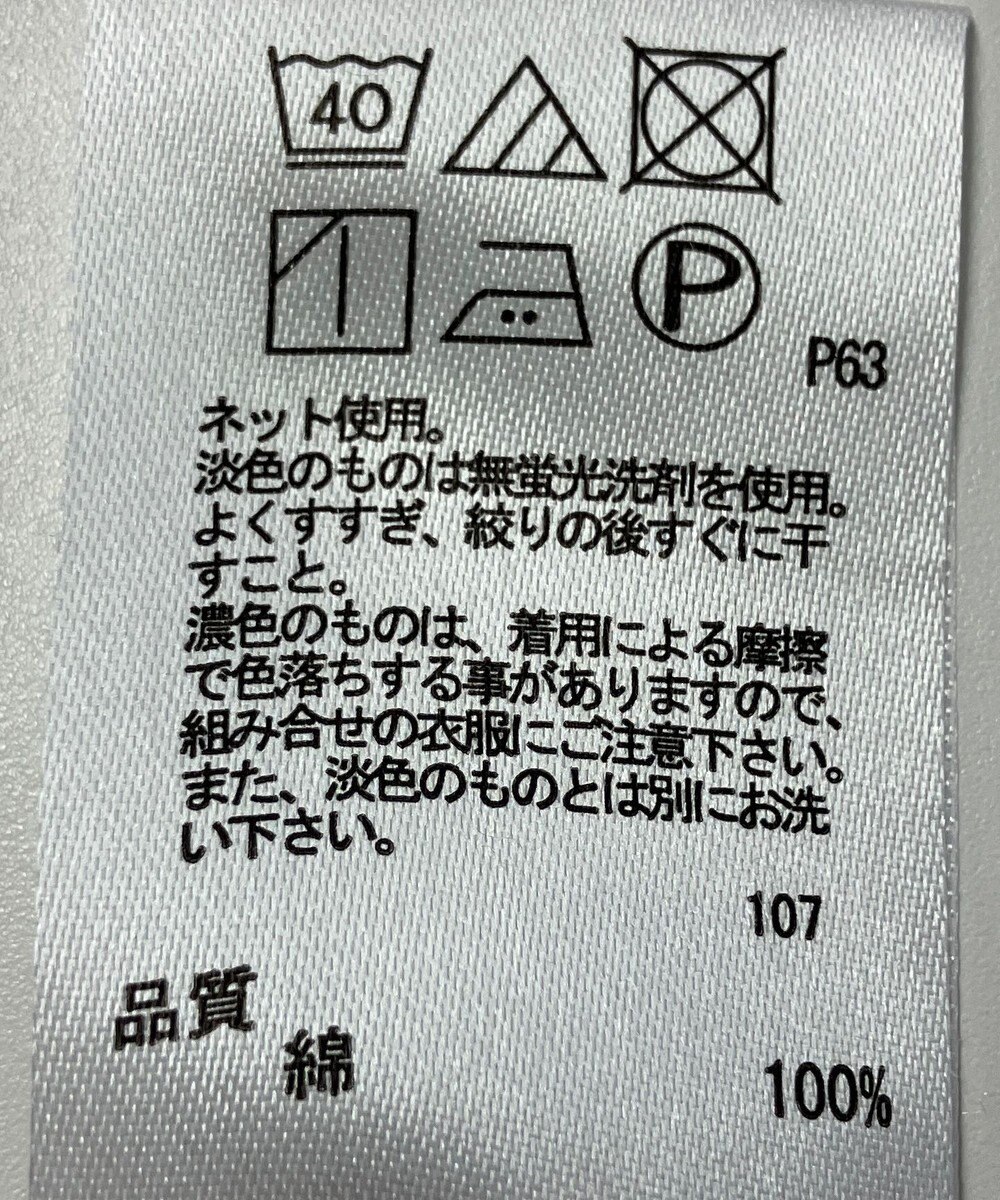 40
P
P63
ネット使用。
淡色のものは無蛍光洗剤を使用。
よくすすぎ、絞りの後すぐに干
すこと。
濃色のものは、着用による摩擦
で色落ちする事がありますので、
組み合せの衣服にご注意下さい。
また、淡色のものとは別にお洗
い下さい。
107
品質
綿 100%